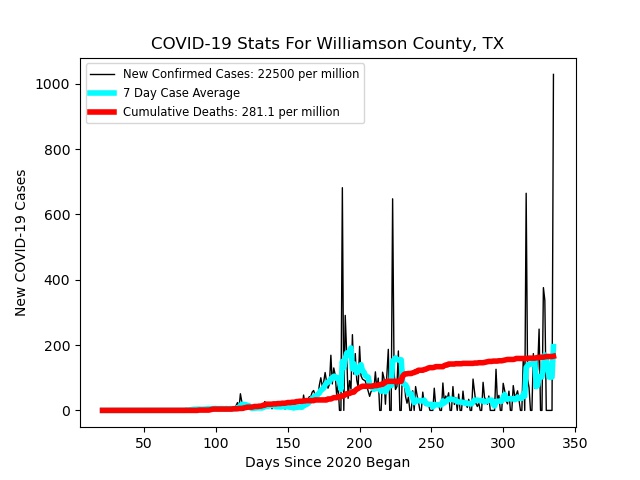 COVID-19 Stats For Williamson County, TX
New Confirmed Cases: 22500 per million
7 Day Case Average
Cumulative Deaths: 281.1 per million
1000
800
600
400
200
0
New COVID-19 Cases
50 100 150 200 250 300 350
Days Since 2020 Began